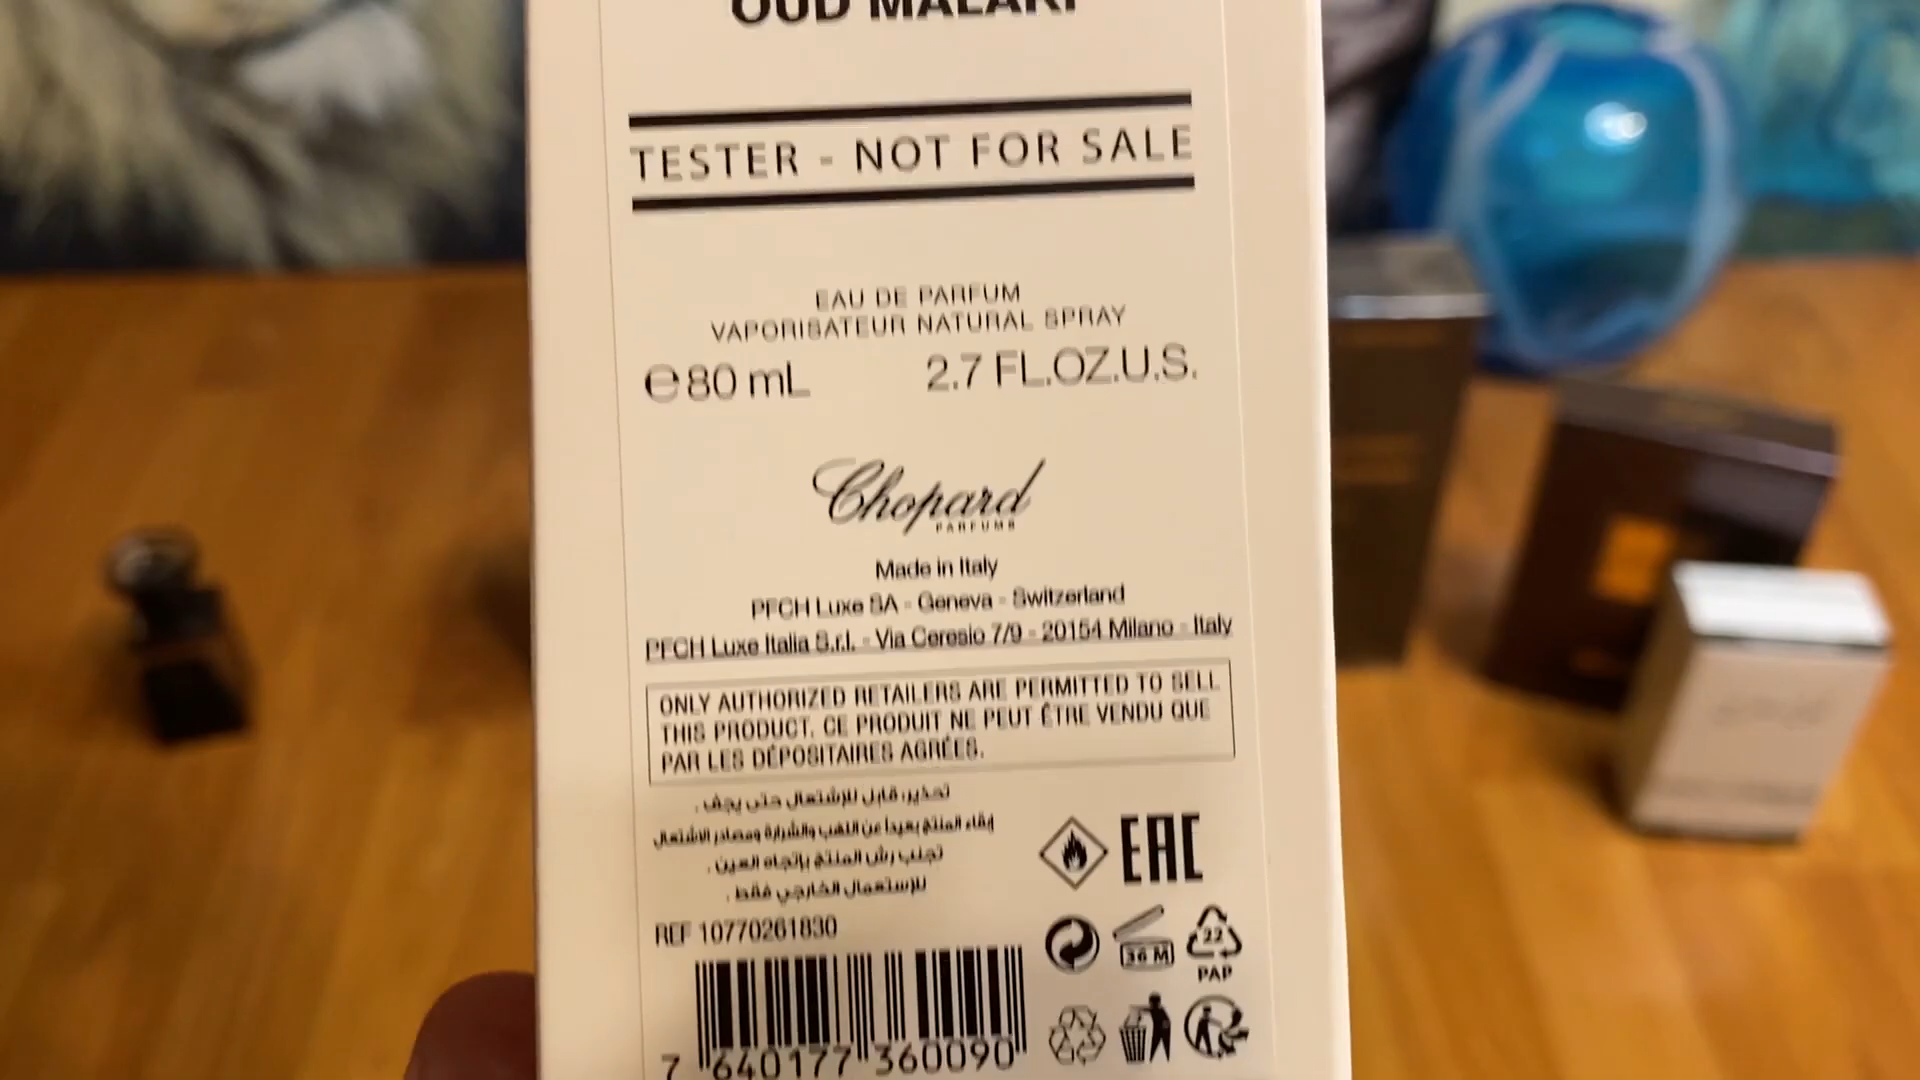 OUD MALAKI
TESTER - NOT FOR SALE
EAU DE PARFUM
VAPORISATEUR NATURAL SPRAY
℮80 mL 2.7 FL.OZ.U.S.
Chopard
PARFUMS
Made in Italy
PFCH Luxe SA - Geneva - Switzerland
PFCH Luxe Italia S.r.l. - Via Ceresio 7/9 - 20154 Milano - Italy
ONLY AUTHORIZED RETAILERS ARE PERMITTED TO SELL
THIS PRODUCT. CE PRODUIT NE PEUT ÊTRE VENDU QUE
PAR LES DÉPOSITAIRES AGRÉES.
تحذير: قابل للإشتعال حتى يجف .
إبقاء المنتج بعيداً عن اللهب والشرارة ومصادر الاشتعال
تجنب رش المنتج بإتجاه العين .
للإستعمال الخارجي فقط .
EAC
REF 10770261830
36 M
22
PAP
7 640177 360090